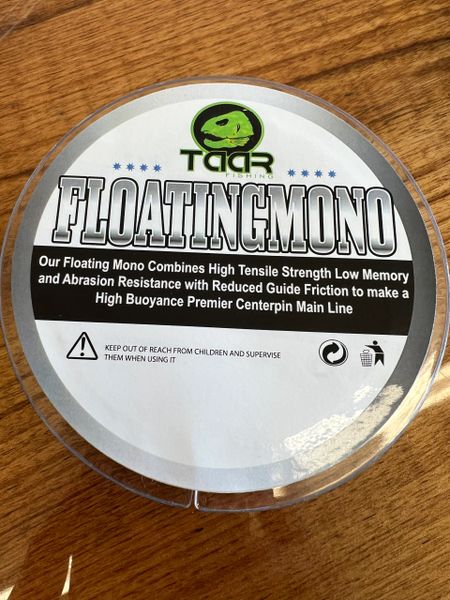 TAAR
FISHING
FLOATINGMONO
Our Floating Mono Combines High Tensile Strength Low Memory
and Abrasion Resistance with Reduced Guide Friction to make a
High Buoyance Premier Centerpin Main Line
KEEP OUT OF REACH FROM CHILDREN AND SUPERVISE
THEM WHEN USING IT